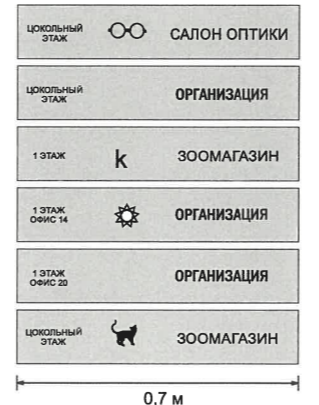 ЦОКОЛЬНЫЙ
ЭТАЖ
САЛОН ОПТИКИ
ЦОКОЛЬНЫЙ
ЭТАЖ
ОРГАНИЗАЦИЯ
1 ЭТАЖ
k
ЗООМАГАЗИН
1 ЭТАЖ
ОФИС 14
ОРГАНИЗАЦИЯ
1 ЭТАЖ
ОФИС 20
ОРГАНИЗАЦИЯ
ЦОКОЛЬНЫЙ
ЭТАЖ
ЗООМАГАЗИН
0.7 м